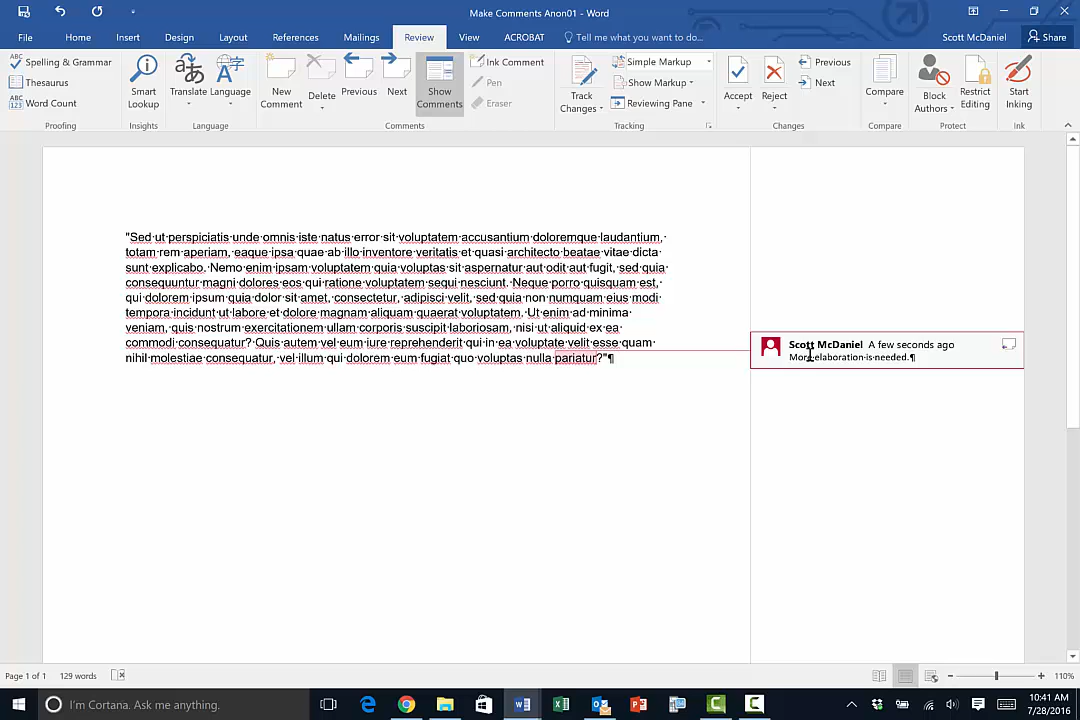 Make Comments Anon01 - Word
File Home Insert Design Layout References Mailings Review View ACROBAT Tell me what you want to do... Scott McDaniel Share
ABC Spelling & Grammar
Thesaurus
ABC 123 Word Count
Proofing
Smart Lookup
Insights
Translate Language
Language
New Comment Delete Previous Next Show Comments
Ink Comment
Pen
Eraser
Comments
Track Changes
Simple Markup
Show Markup
Reviewing Pane
Tracking
Accept Reject
Previous
Next
Changes
Compare
Compare
Block Authors Restrict Editing
Protect
Start Inking
Ink
"Sed·ut·perspiciatis·unde·omnis·iste·natus·error·sit·voluptatem·accusantium·doloremque·laudantium,·
totam·rem·aperiam,·eaque·ipsa·quae·ab·illo·inventore·veritatis·et·quasi·architecto·beatae·vitae·dicta·
sunt·explicabo.·Nemo·enim·ipsam·voluptatem·quia·voluptas·sit·aspernatur·aut·odit·aut·fugit,·sed·quia·
consequuntur·magni·dolores·eos·qui·ratione·voluptatem·sequi·nesciunt.·Neque·porro·quisquam·est,·
qui·dolorem·ipsum·quia·dolor·sit·amet,·consectetur,·adipisci·velit,·sed·quia·non·numquam·eius·modi·
tempora·incidunt·ut·labore·et·dolore·magnam·aliquam·quaerat·voluptatem.·Ut·enim·ad·minima·
veniam,·quis·nostrum·exercitationem·ullam·corporis·suscipit·laboriosam,·nisi·ut·aliquid·ex·ea·
commodi·consequatur?·Quis·autem·vel·eum·iure·reprehenderit·qui·in·ea·voluptate·velit·esse·quam·
nihil·molestiae·consequatur,·vel·illum·qui·dolorem·eum·fugiat·quo·voluptas·nulla·pariatur?"¶
Scott McDaniel A few seconds ago
More·elaboration·is·needed.¶
Page 1 of 1 129 words 110%
I'm Cortana. Ask me anything.
10:41 AM
7/28/2016